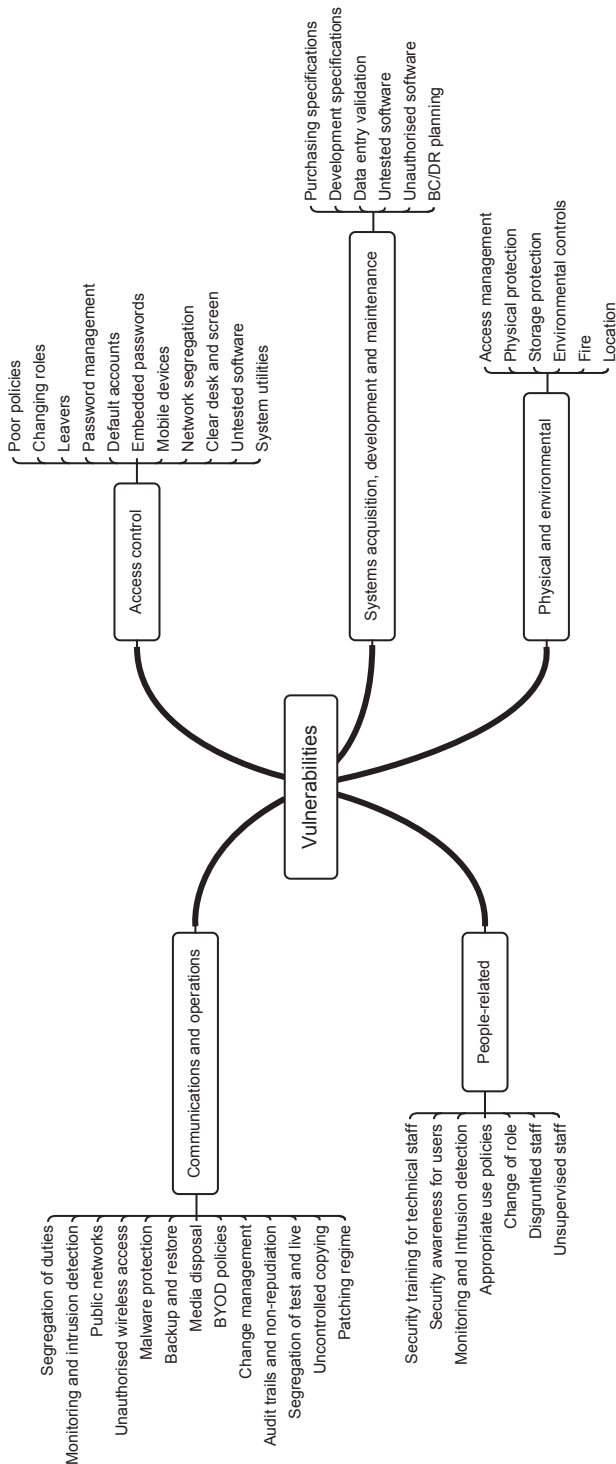 Vulnerabilities
Access control
Poor policies
Changing roles
Leavers
Password management
Default accounts
Embedded passwords
Mobile devices
Network segregation
Clear desk and screen
Untested software
System utilities
Systems acquisition, development and maintenance
Purchasing specifications
Development specifications
Data entry validation
Untested software
Unauthorised software
BC/DR planning
Physical and environmental
Access management
Physical protection
Storage protection
Environmental controls
Fire
Location
Communications and operations
Segregation of duties
Monitoring and intrusion detection
Public networks
Unauthorised wireless access
Malware protection
Backup and restore
Media disposal
BYOD policies
Change management
Audit trails and non-repudiation
Segregation of test and live
Uncontrolled copying
Patching regime
People-related
Security training for technical staff
Security awareness for users
Monitoring and Intrusion detection
Appropriate use policies
Change of role
Disgruntled staff
Unsupervised staff